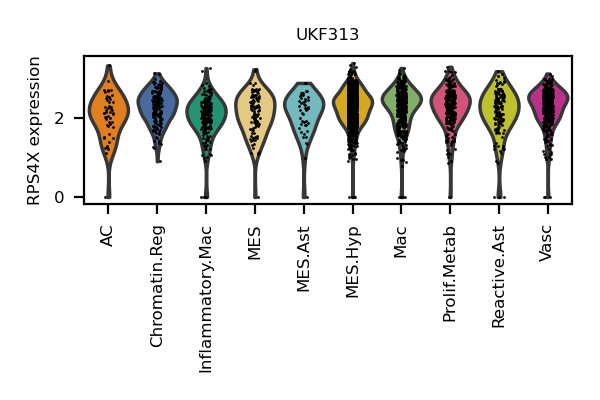 UKF313
RPS4X expression
2
0
AC
Chromatin.Reg
Inflammatory.Mac
MES
MES.Ast
MES.Hyp
Mac
Prolif.Metab
Reactive.Ast
Vasc